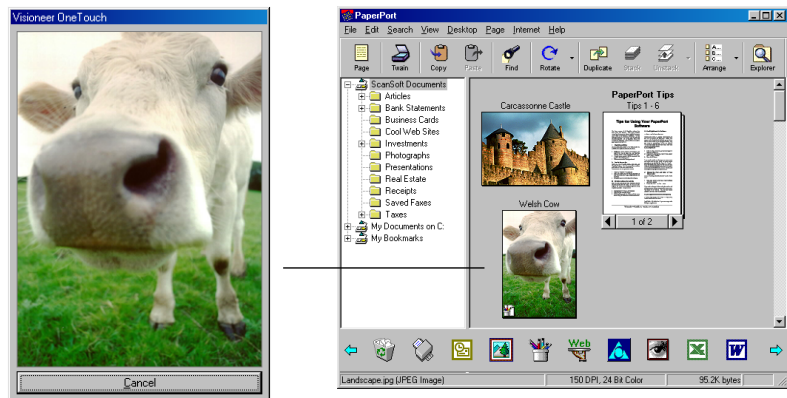 Visioneer OneTouch
Cancel
PaperPort
File Edit Search View Desktop Page Internet Help
Page Twain Copy Paste Find Rotate Duplicate Stack Unstack Arrange Explorer
ScanSoft Documents
Articles
Bank Statements
Business Cards
Cool Web Sites
Investments
Photographs
Presentations
Real Estate
Receipts
Saved Faxes
Taxes
My Documents on C:
My Bookmarks
Carcassonne Castle
PaperPort Tips
Tips 1 - 6
Tips for Using Your PaperPort
Software
1 of 2
Welsh Cow
Web
Landscape.jpg (JPEG Image) 150 DPI, 24 Bit Color 95.2K bytes